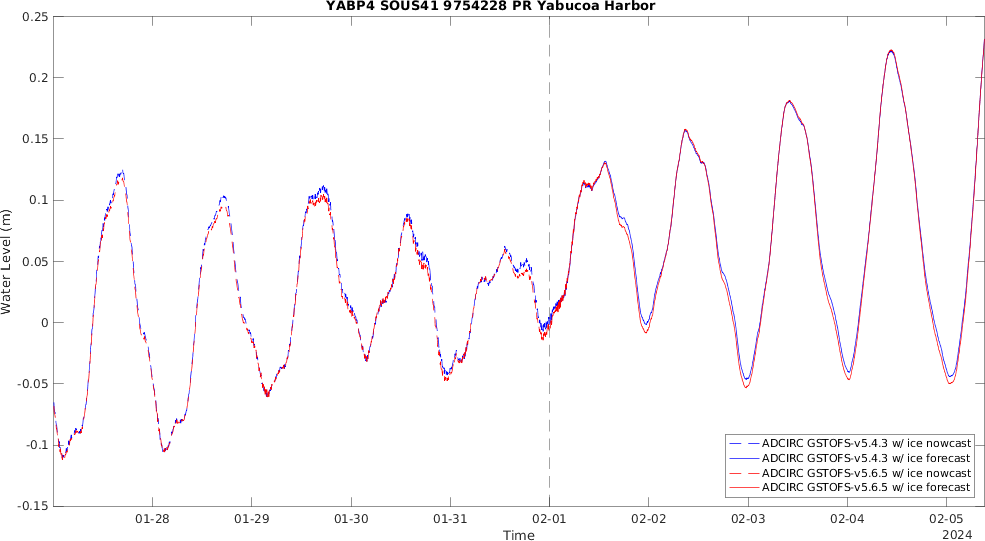 YABP4 SOUS41 9754228 PR Yabucoa Harbor
0.25
0.2
0.15
0.1
0.05
0
-0.05
-0.1
-0.15
Water Level (m)
01-28 01-29 01-30 01-31 02-01 02-02 02-03 02-04 02-05
Time
2024
ADCIRC GSTOFS-v5.4.3 w/ ice nowcast
ADCIRC GSTOFS-v5.4.3 w/ ice forecast
ADCIRC GSTOFS-v5.6.5 w/ ice nowcast
ADCIRC GSTOFS-v5.6.5 w/ ice forecast